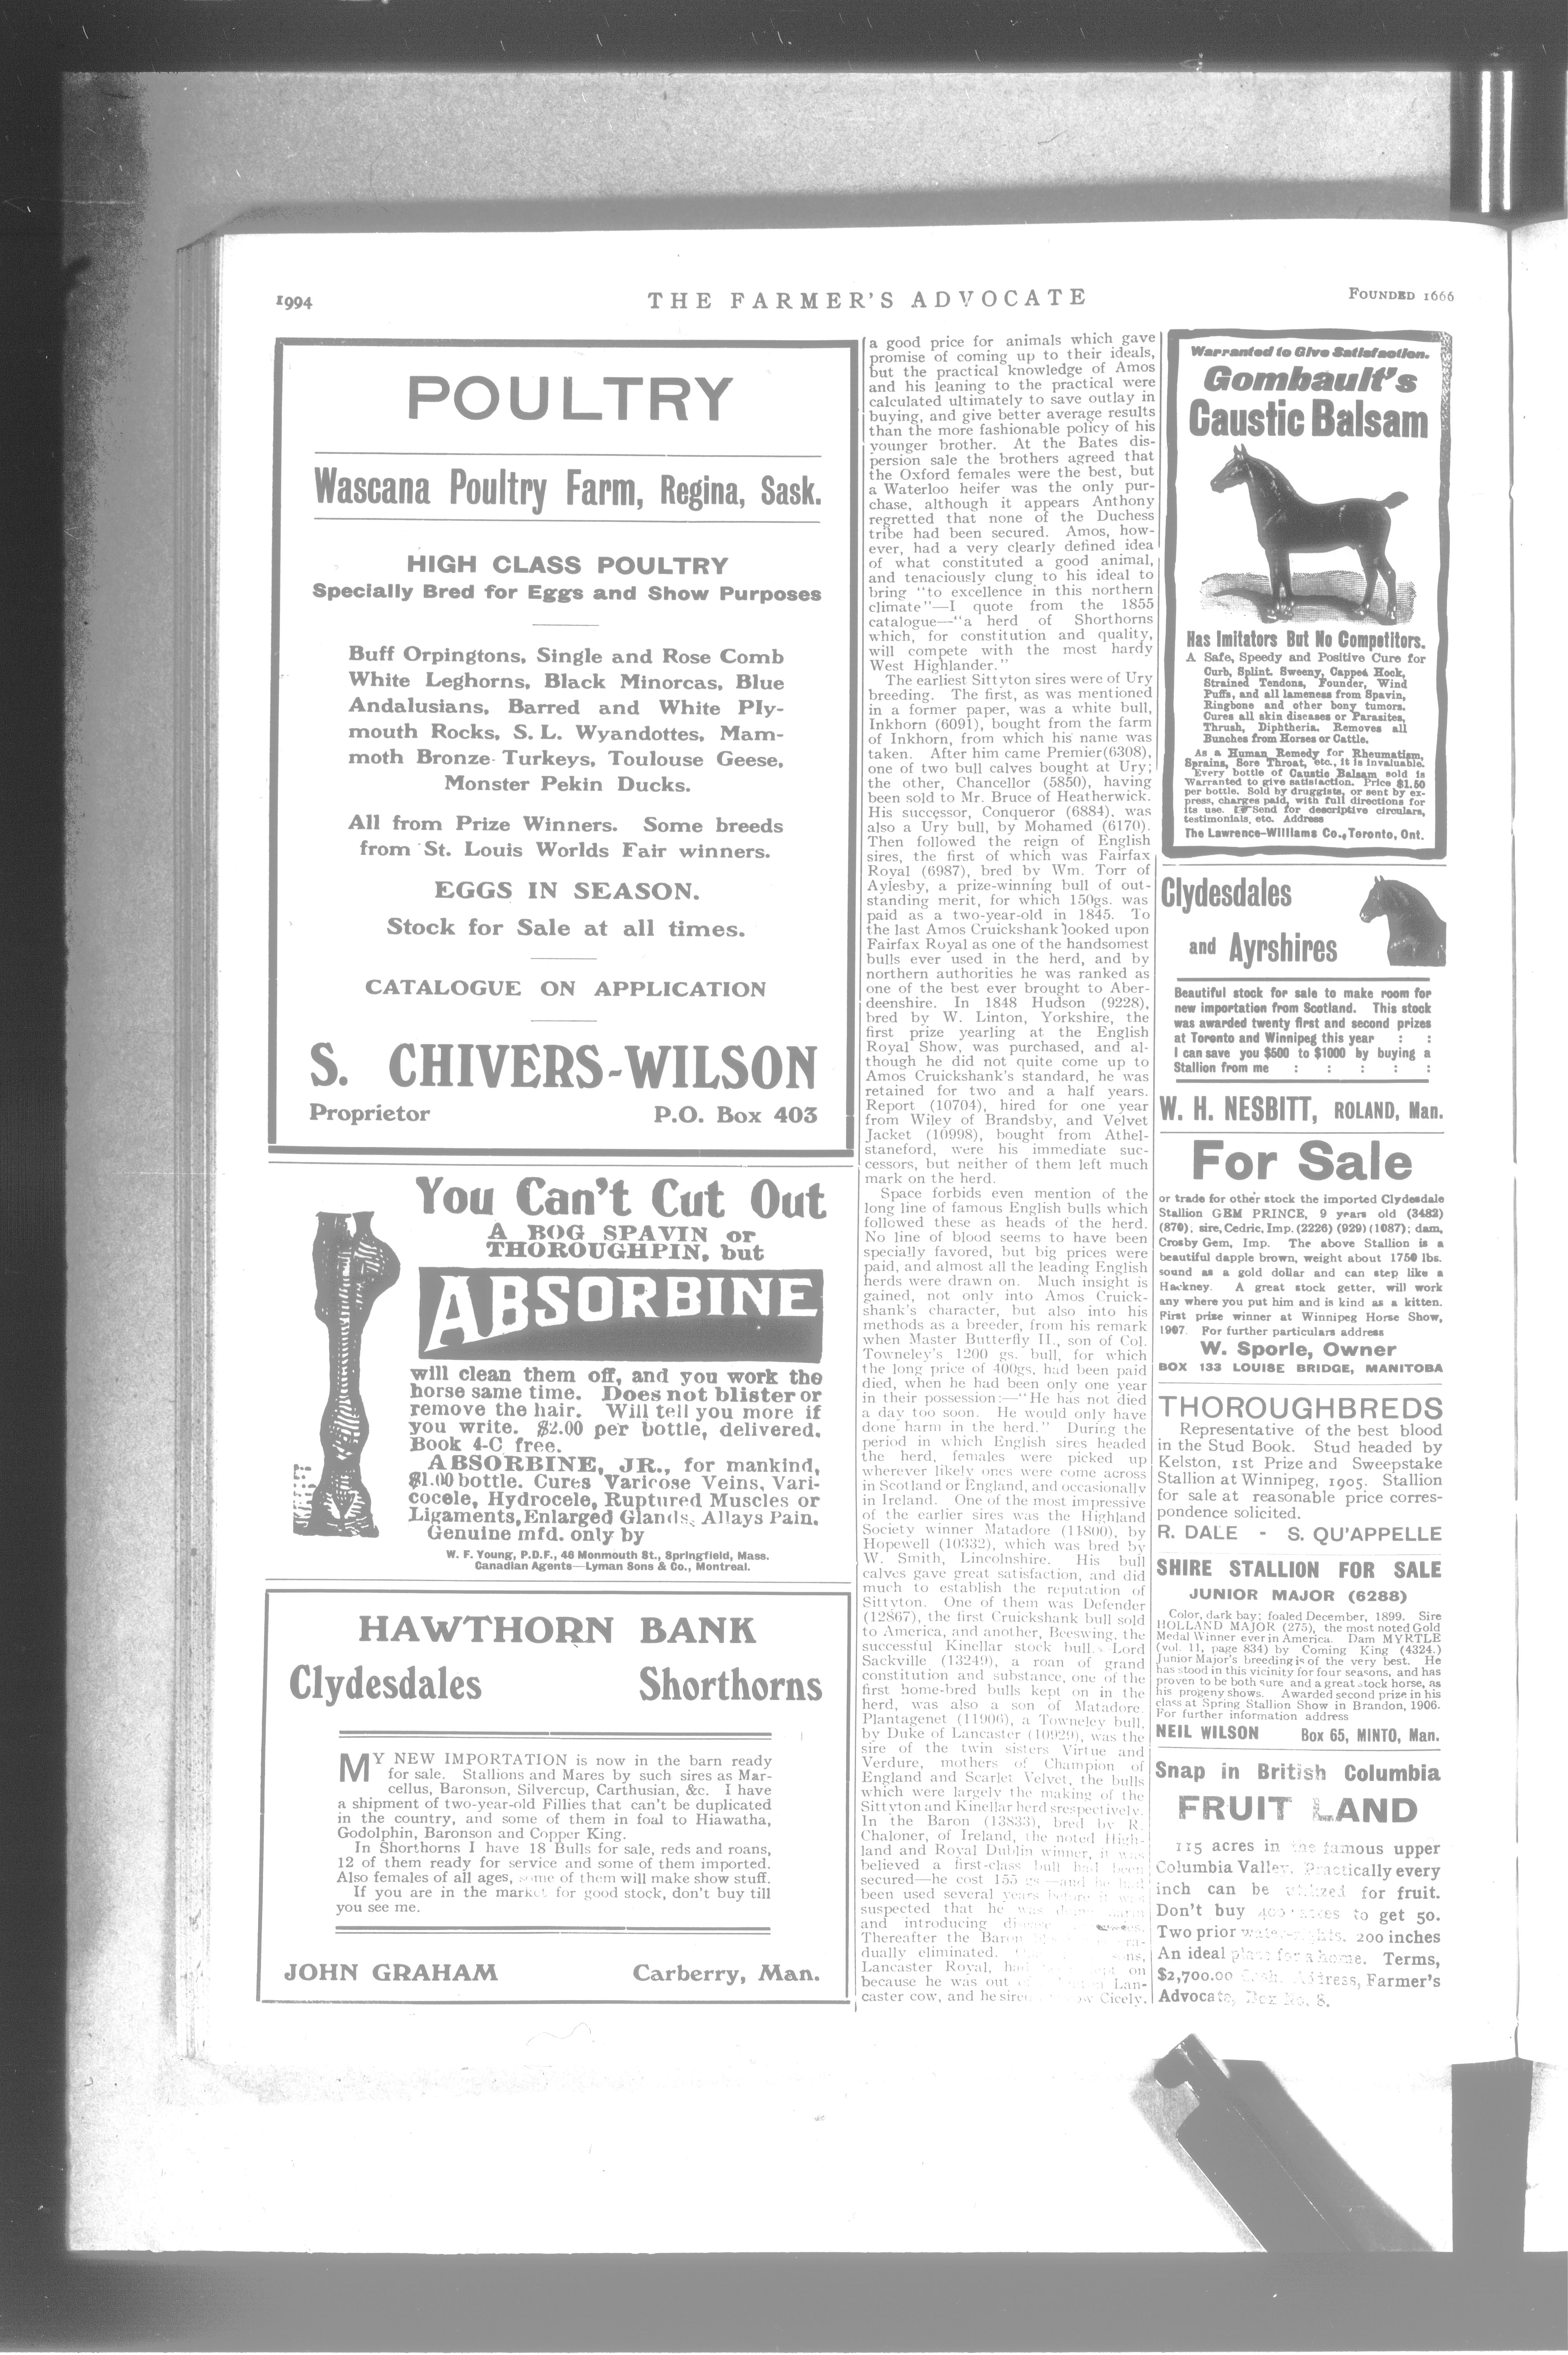 1994
THE FARMER'S ADVOCATE
FOUNDED 1666
POULTRY
Wascana Poultry Farm, Regina, Sask.
HIGH CLASS POULTRY
Specially Bred for Eggs and Show Purposes
Buff Orpingtons, Single and Rose Comb
White Leghorns, Black Minorcas, Blue
Andalusians, Barred and White Ply-
mouth Rocks, S. L. Wyandottes, Mam-
moth Bronze Turkeys, Toulouse Geese,
Monster Pekin Ducks.
All from Prize Winners. Some breeds
from St. Louis Worlds Fair winners.
EGGS IN SEASON.
Stock for Sale at all times.
CATALOGUE ON APPLICATION
S. CHIVERS-WILSON
Proprietor P.O. Box 403
You Can't Cut Out
A BOG SPAVIN or
THOROUGHPIN, but
ABSORBINE
will clean them off, and you work the
horse same time. Does not blister or
remove the hair. Will tell you more if
you write. $2.00 per bottle, delivered.
Book 4-C free.
ABSORBINE, JR., for mankind,
$1.00 bottle. Cures Varicose Veins, Vari-
cocele, Hydrocele, Ruptured Muscles or
Ligaments, Enlarged Glands, Allays Pain.
Genuine mfd. only by
W. F. Young, P.D.F., 46 Monmouth St., Springfield, Mass.
Canadian Agents—Lyman Sons & Co., Montreal.
HAWTHORN BANK
Clydesdales Shorthorns
MY NEW IMPORTATION is now in the barn ready
for sale. Stallions and Mares by such sires as Mar-
cellus, Baronson, Silvercup, Carthusian, &c. I have
a shipment of two-year-old Fillies that can't be duplicated
in the country, and some of them in foal to Hiawatha,
Godolphin, Baronson and Copper King.
In Shorthorns I have 18 Bulls for sale, reds and roans,
12 of them ready for service and some of them imported.
Also females of all ages, some of them will make show stuff.
If you are in the market for good stock, don't buy till
you see me.
JOHN GRAHAM Carberry, Man.
a good price for animals which gave
promise of coming up to their ideals,
but the practical knowledge of Amos
and his leaning to the practical were
calculated ultimately to save outlay in
buying, and give better average results
than the more fashionable policy of his
younger brother. At the Bates dis-
persion sale the brothers agreed that
the Oxford females were the best, but
a Waterloo heifer was the only pur-
chase, although it appears Anthony
regretted that none of the Duchess
tribe had been secured. Amos, how-
ever, had a very clearly defined idea
of what constituted a good animal,
and tenaciously clung to his ideal to
bring "to excellence in this northern
climate"—I quote from the 1855
catalogue—"a herd of Shorthorns
which, for constitution and quality,
will compete with the most hardy
West Highlander."
The earliest Sittyton sires were of Ury
breeding. The first, as was mentioned
in a former paper, was a white bull,
Inkhorn (6091), bought from the farm
of Inkhorn, from which his name was
taken. After him came Premier(6308),
one of two bull calves bought at Ury;
the other, Chancellor (5850), having
been sold to Mr. Bruce of Heatherwick.
His successor, Conqueror (6884), was
also a Ury bull, by Mohamed (6170).
Then followed the reign of English
sires, the first of which was Fairfax
Royal (6987), bred by Wm. Torr of
Aylesby, a prize-winning bull of out-
standing merit, for which 150gs. was
paid as a two-year-old in 1845. To
the last Amos Cruickshank looked upon
Fairfax Royal as one of the handsomest
bulls ever used in the herd, and by
northern authorities he was ranked as
one of the best ever brought to Aber-
deenshire. In 1848 Hudson (9228),
bred by W. Linton, Yorkshire, the
first prize yearling at the English
Royal Show, was purchased, and al-
though he did not quite come up to
Amos Cruickshank's standard, he was
retained for two and a half years.
Report (10704), hired for one year
from Wiley of Brandsby, and Velvet
Jacket (10998), bought from Athel-
staneford, were his immediate suc-
cessors, but neither of them left much
mark on the herd.
Space forbids even mention of the
long line of famous English bulls which
followed these as heads of the herd.
No line of blood seems to have been
specially favored, but big prices were
paid, and almost all the leading English
herds were drawn on. Much insight is
gained, not only into Amos Cruick-
shank's character, but also into his
methods as a breeder, from his remark
when Master Butterfly II., son of Col.
Towneley's 1200 gs. bull, for which
the long price of 400gs. had been paid
died, when he had been only one year
in their possession:—"He has not died
a day too soon. He would only have
done harm in the herd." During the
period in which English sires headed
the herd, females were picked up
wherever likely ones were come across
in Scotland or England, and occasionally
in Ireland. One of the most impressive
of the earlier sires was the Highland
Society winner Matadore (11800), by
Hopewell (10332), which was bred by
W. Smith, Lincolnshire. His bull
calves gave great satisfaction, and did
much to establish the reputation of
Sittyton. One of them was Defender
(12867), the first Cruickshank bull sold
to America, and another, Beeswing, the
successful Kinellar stock bull. Lord
Sackville (13249), a roan of grand
constitution and substance, one of the
first home-bred bulls kept on in the
herd, was also a son of Matadore.
Plantagenet (11906), a Towneley bull,
by Duke of Lancaster (10929), was the
sire of the twin sisters Virtue and
Verdure, mothers of Champion of
England and Scarlet Velvet, the bulls
which were largely the making of the
Sittyton and Kinellar herds respectively.
In the Baron (13833), bred by R.
Chaloner, of Ireland, the noted High-
land and Royal Dublin winner, it was
believed a first-class bull had been
secured—he cost 155 gs—and he had
been used several years before it was
suspected that he was doing harm
and introducing
Thereafter the Baron gra-
dually eliminated. sons,
Lancaster Royal, had kept on
because he was out of Lan-
caster cow, and he sired cow Cicely,
Warranted to Give Satisfaction.
Gombault's
Caustic Balsam
Has Imitators But No Competitors.
A Safe, Speedy and Positive Cure for
Curb, Splint. Sweeny, Capped Hock,
Strained Tendons, Founder, Wind
Puffs, and all lameness from Spavin,
Ringbone and other bony tumors.
Cures all skin diseases or Parasites,
Thrush, Diphtheria. Removes all
Bunches from Horses or Cattle.
As a Human Remedy for Rheumatism,
Sprains, Sore Throat, etc., it is invaluable.
Every bottle of Caustic Balsam sold is
Warranted to give satisfaction. Price $1.50
per bottle. Sold by druggists, or sent by ex-
press, charges paid, with full directions for
its use. ☞Send for descriptive circulars,
testimonials, etc. Address
The Lawrence-Williams Co., Toronto, Ont.
Clydesdales
and Ayrshires
Beautiful stock for sale to make room for
new importation from Scotland. This stock
was awarded twenty first and second prizes
at Toronto and Winnipeg this year : :
I can save you $500 to $1000 by buying a
Stallion from me : : : : :
W. H. NESBITT, ROLAND, Man.
For Sale
or trade for other stock the imported Clydesdale
Stallion GEM PRINCE, 9 years old (3482)
(870), sire, Cedric, Imp. (2226) (929) (1087); dam,
Crosby Gem, Imp. The above Stallion is a
beautiful dapple brown, weight about 1750 lbs.
sound as a gold dollar and can step like a
Hackney. A great stock getter, will work
any where you put him and is kind as a kitten.
First prize winner at Winnipeg Horse Show,
1907. For further particulars address
W. Sporle, Owner
BOX 133 LOUISE BRIDGE, MANITOBA
THOROUGHBREDS
Representative of the best blood
in the Stud Book. Stud headed by
Kelston, 1st Prize and Sweepstake
Stallion at Winnipeg, 1905. Stallion
for sale at reasonable price corres-
pondence solicited.
R. DALE - S. QU'APPELLE
SHIRE STALLION FOR SALE
JUNIOR MAJOR (6288)
Color, dark bay; foaled December, 1899. Sire
HOLLAND MAJOR (275), the most noted Gold
Medal Winner ever in America. Dam MYRTLE
(vol. 11, page 834) by Coming King (4324.)
Junior Major's breeding is of the very best. He
has stood in this vicinity for four seasons, and has
proven to be both sure and a great stock horse, as
his progeny shows. Awarded second prize in his
class at Spring Stallion Show in Brandon, 1906.
For further information address
NEIL WILSON Box 65, MINTO, Man.
Snap in British Columbia
FRUIT LAND
115 acres in the famous upper
Columbia Valley. Practically every
inch can be utilized for fruit.
Don't buy 400 acres to get 50.
Two prior water-rights. 200 inches
An ideal place for a home. Terms,
$2,700.00 Cash. Address, Farmer's
Advocate, Box No. 8.